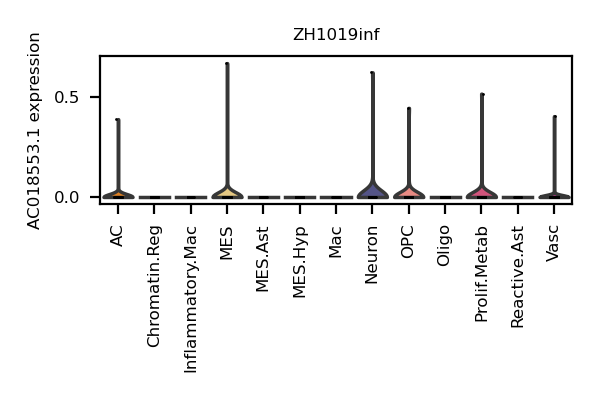 ZH1019inf
AC018553.1 expression
0.5
0.0
AC
Chromatin.Reg
Inflammatory.Mac
MES
MES.Ast
MES.Hyp
Mac
Neuron
OPC
Oligo
Prolif.Metab
Reactive.Ast
Vasc